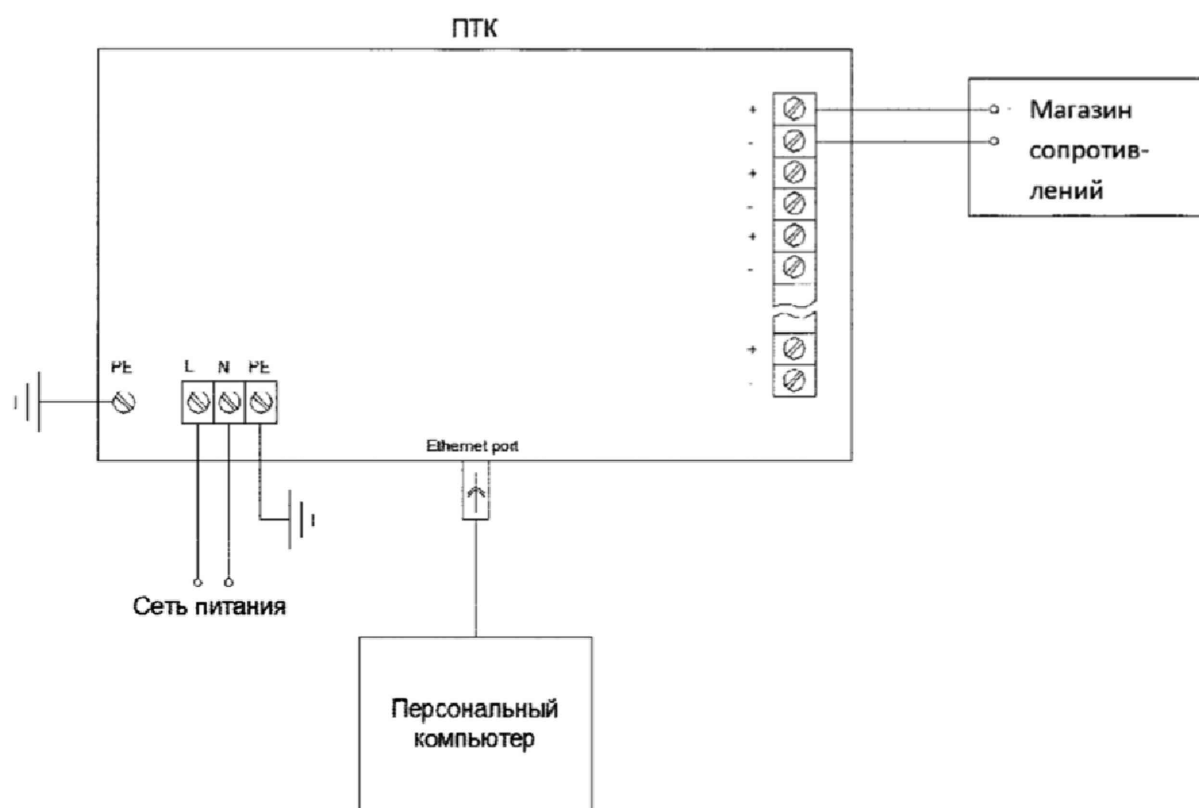 ПТК
+
-
+
-
+
-
+
-
Магазин
сопротив-
лений
PE
L N PE
Ethernet port
Сеть питания
Персональный
компьютер